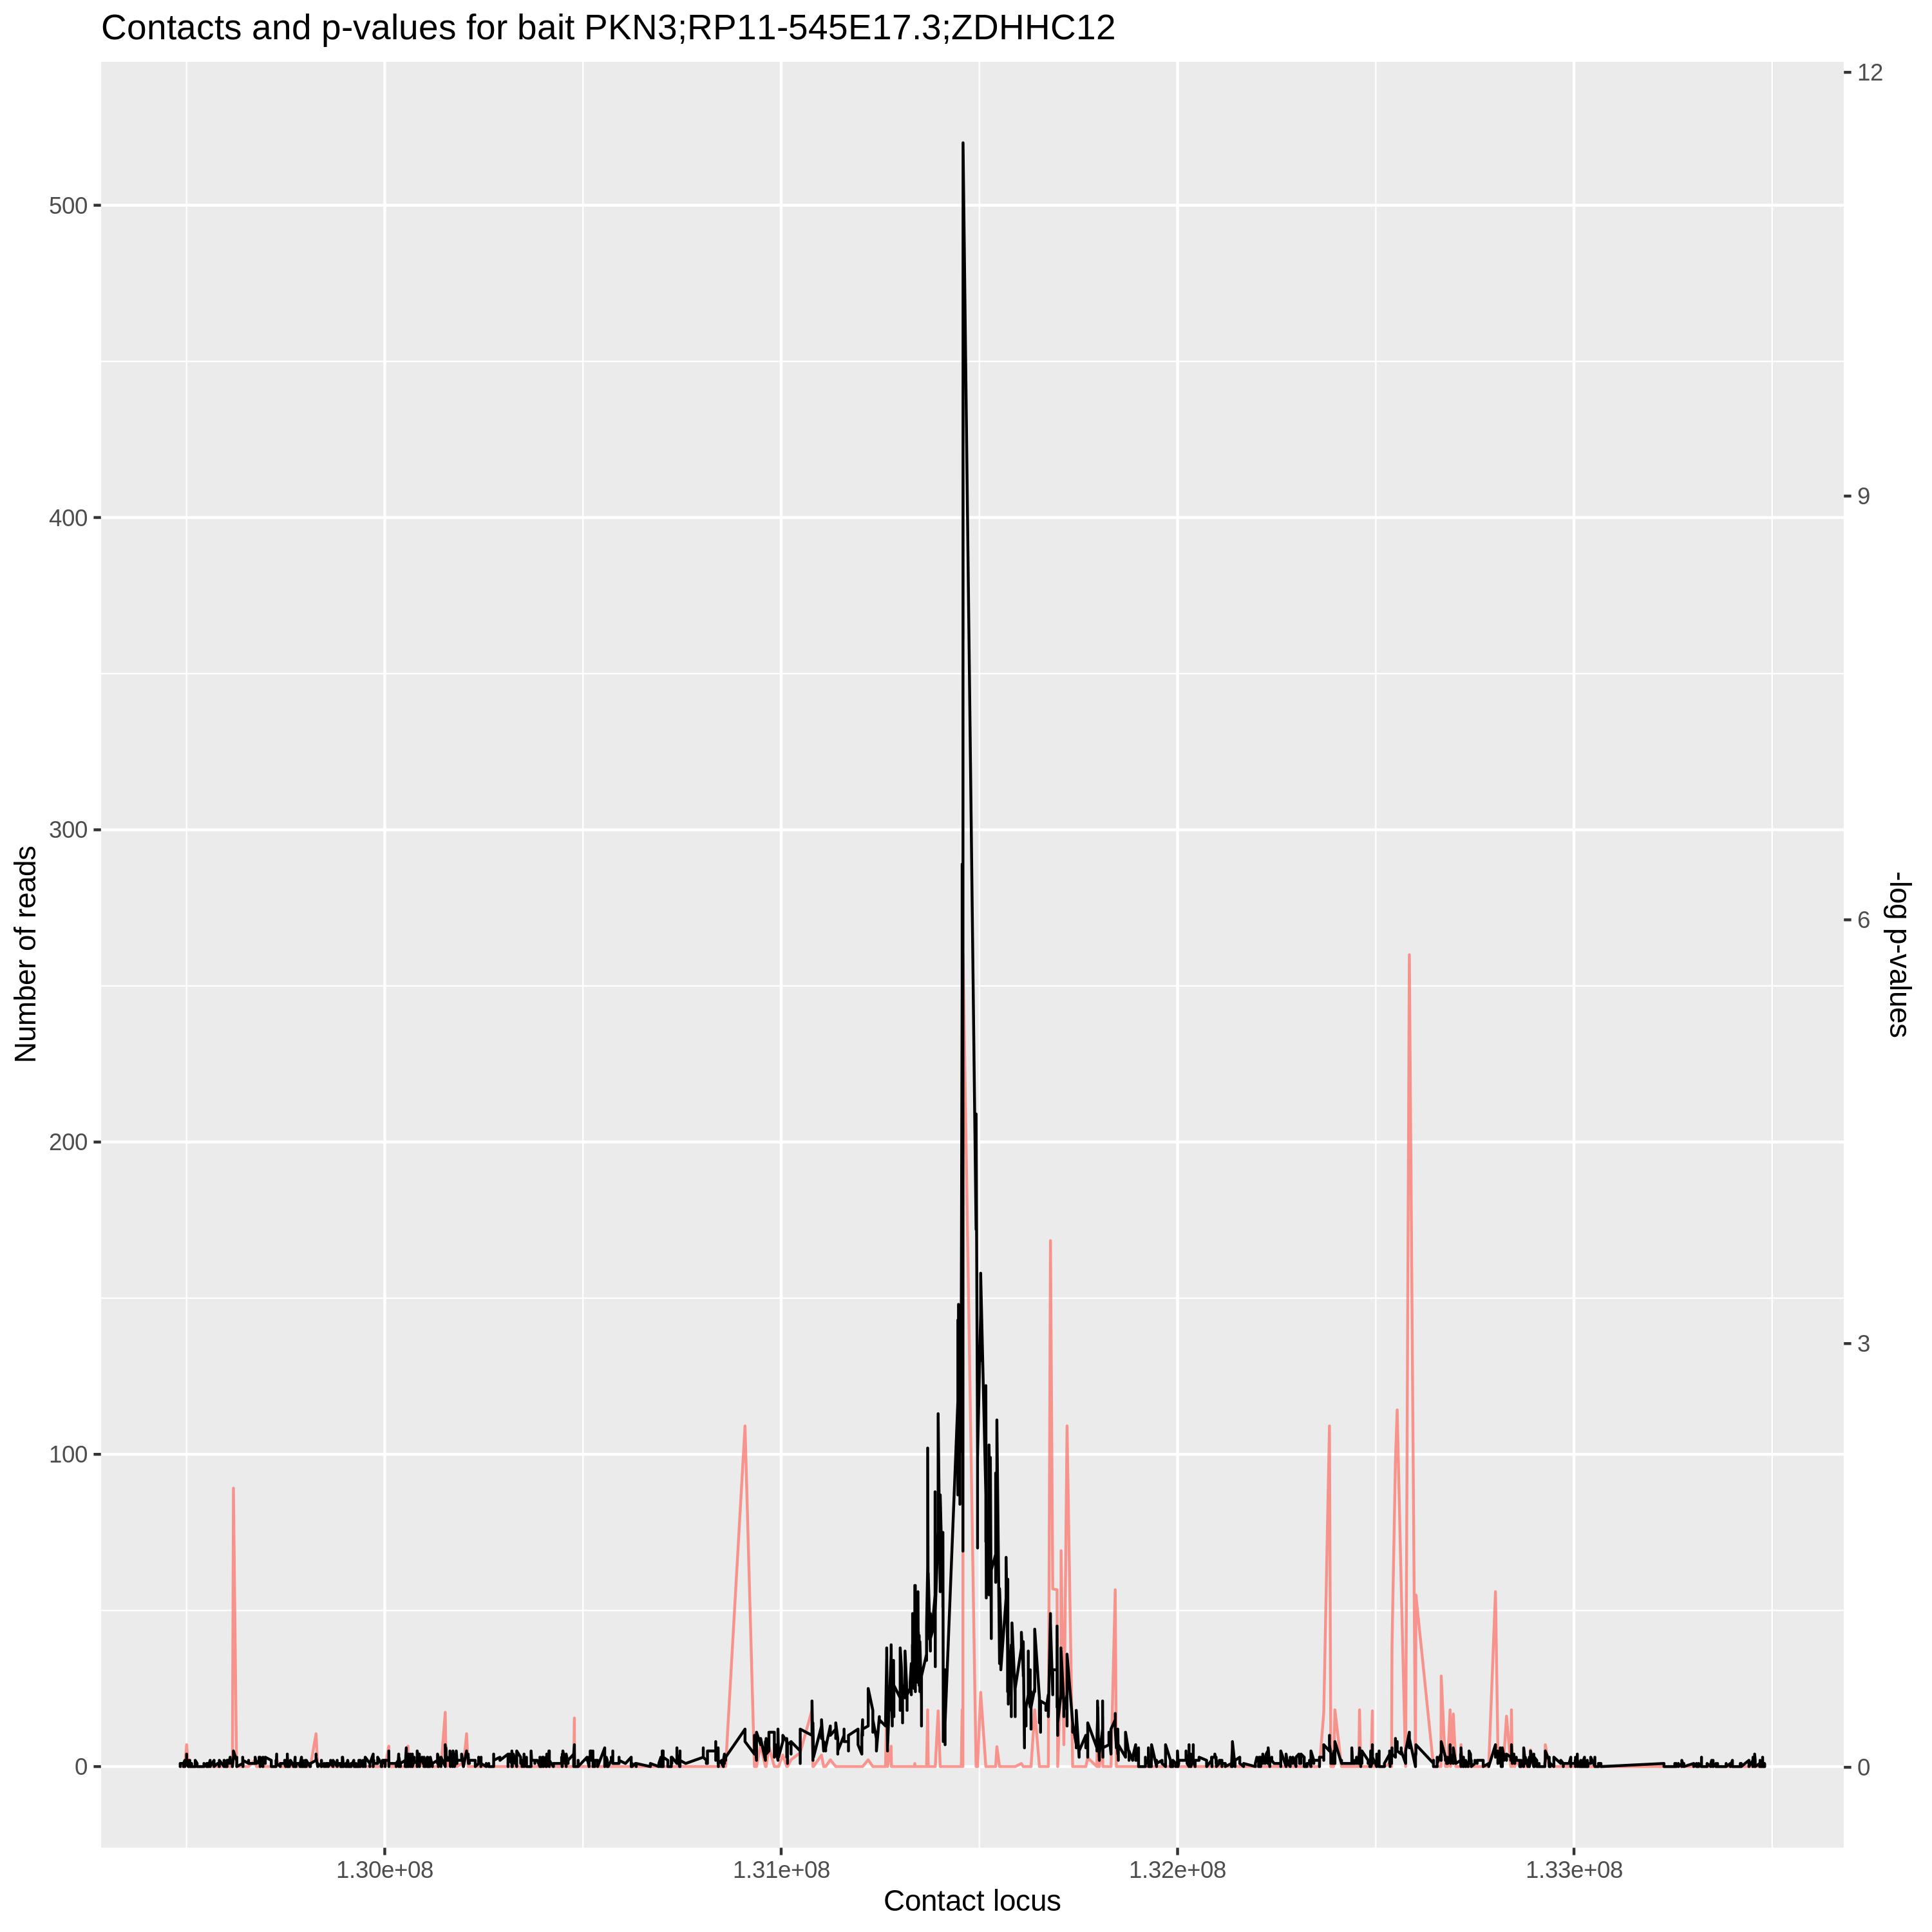 Contacts and p-values for bait PKN3;RP11-545E17.3;ZDHHC12
12
500
9
400
300
Number of reads
6
-log p-values
200
3
100
0
0
1.30e+08
1.31e+08
1.32e+08
1.33e+08
Contact locus